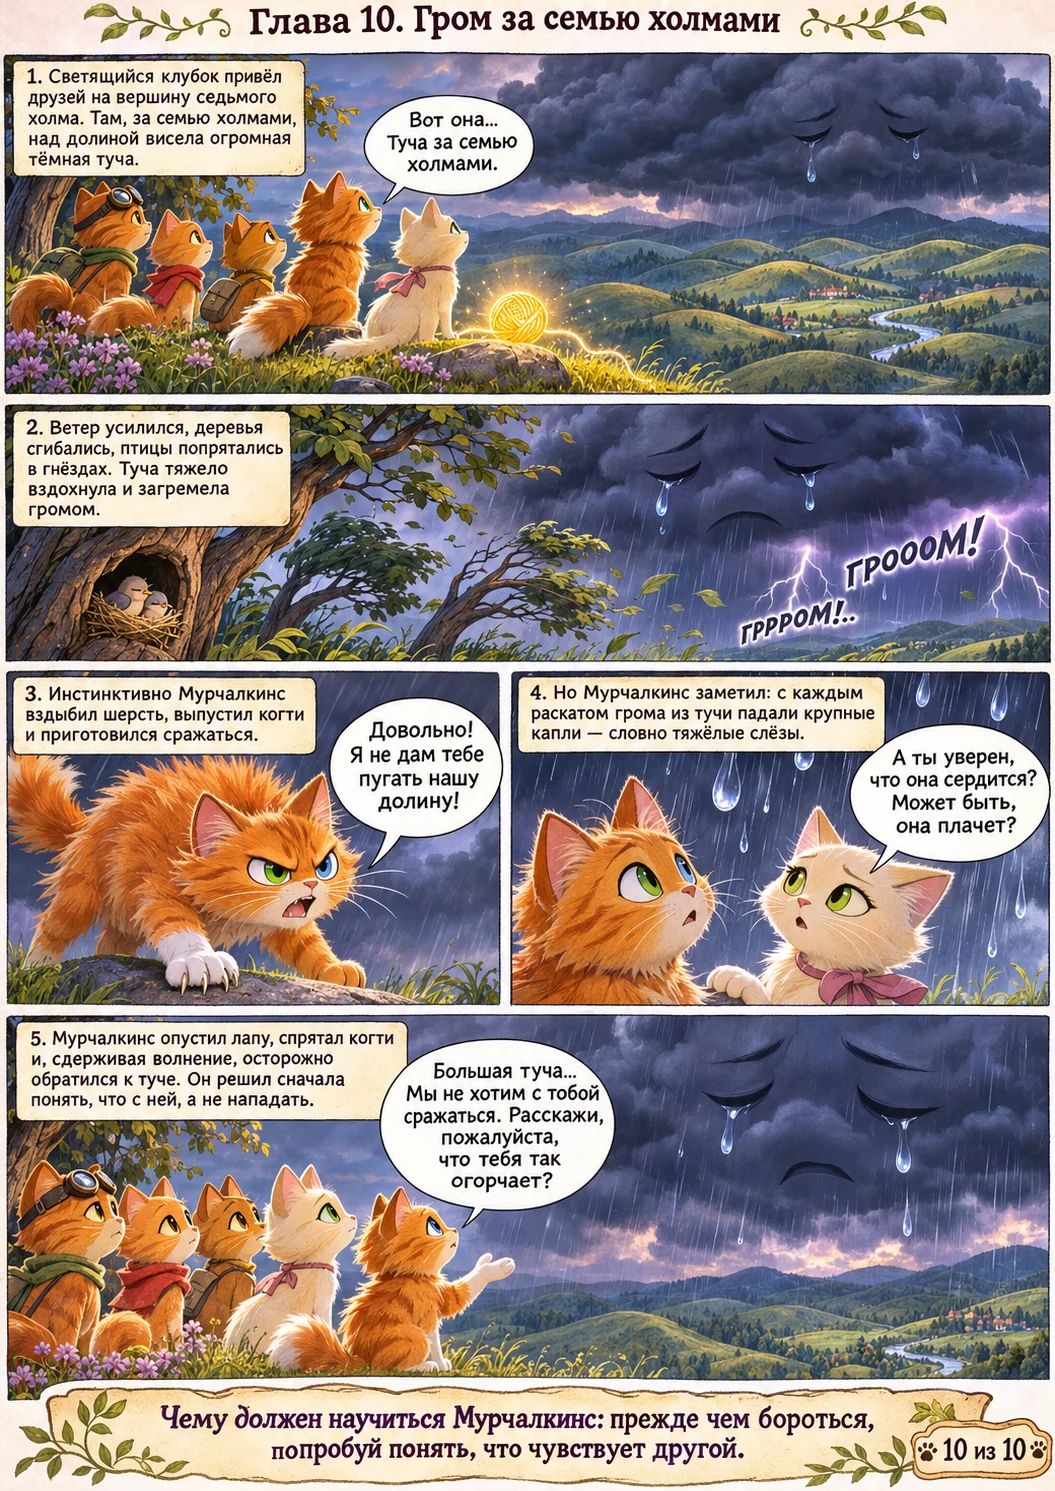 Глава 10. Гром за семью холмами
1. Светящийся клубок привёл
друзей на вершину седьмого
холма. Там, за семью холмами,
над долиной висела огромная
тёмная туча.
Вот она...
Туча за семью
холмами.
2. Ветер усилился, деревья
сгибались, птицы попрятались
в гнёздах. Туча тяжело
вздохнула и загремела
громом.
ГРРРОМ!..
ГРОООМ!
3. Инстинктивно Мурчалкинс
вздыбил шерсть, выпустил когти
и приготовился сражаться.
Довольно!
Я не дам тебе
пугать нашу
долину!
4. Но Мурчалкинс заметил: с каждым
раскатом грома из тучи падали крупные
капли — словно тяжёлые слёзы.
А ты уверен,
что она сердится?
Может быть,
она плачет?
5. Мурчалкинс опустил лапу, спрятал когти
и, сдерживая волнение, осторожно
обратился к туче. Он решил сначала
понять, что с ней, а не нападать.
Большая туча...
Мы не хотим с тобой
сражаться. Расскажи,
пожалуйста,
что тебя так
огорчает?
Чему должен научиться Мурчалкинс: прежде чем бороться,
попробуй понять, что чувствует другой.
10 из 10